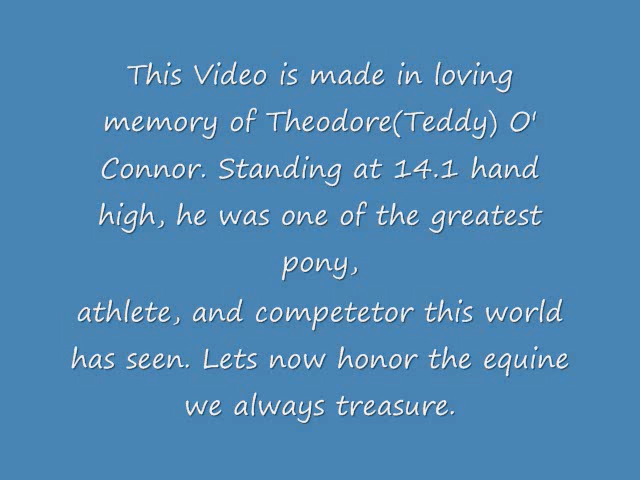 This Video is made in loving
memory of Theodore(Teddy) O'
Connor. Standing at 14.1 hand
high, he was one of the greatest
pony,
athlete, and competetor this world
has seen. Lets now honor the equine
we always treasure.